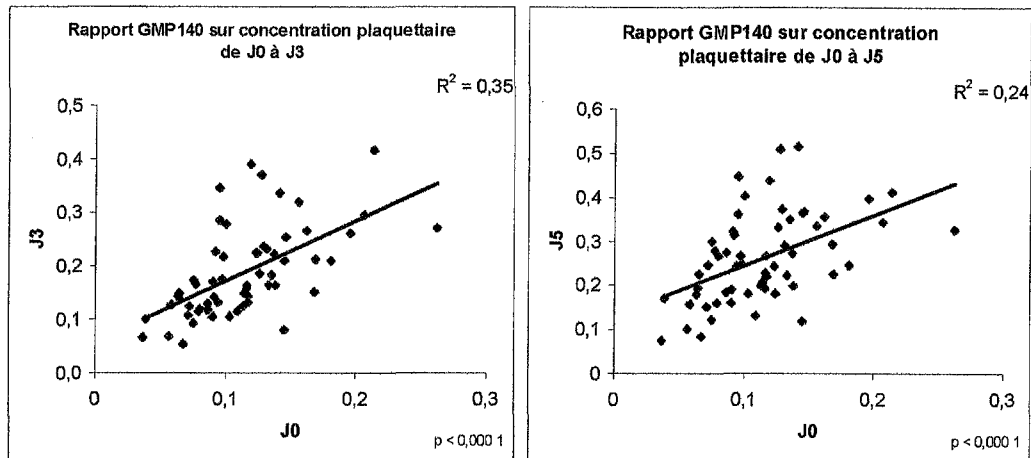 Rapport GMP140 sur concentration plaquettaire
de J0 à J3
R² = 0,35
0,5
0,4
0,3
0,2
0,1
0,0
J3
0
0,1
0,2
0,3
J0
p < 0,000 1
Rapport GMP140 sur concentration
plaquettaire de J0 à J5
R² = 0,24
0,6
0,5
0,4
0,3
0,2
0,1
0
J5
0
0,1
0,2
0,3
J0
p < 0,000 1